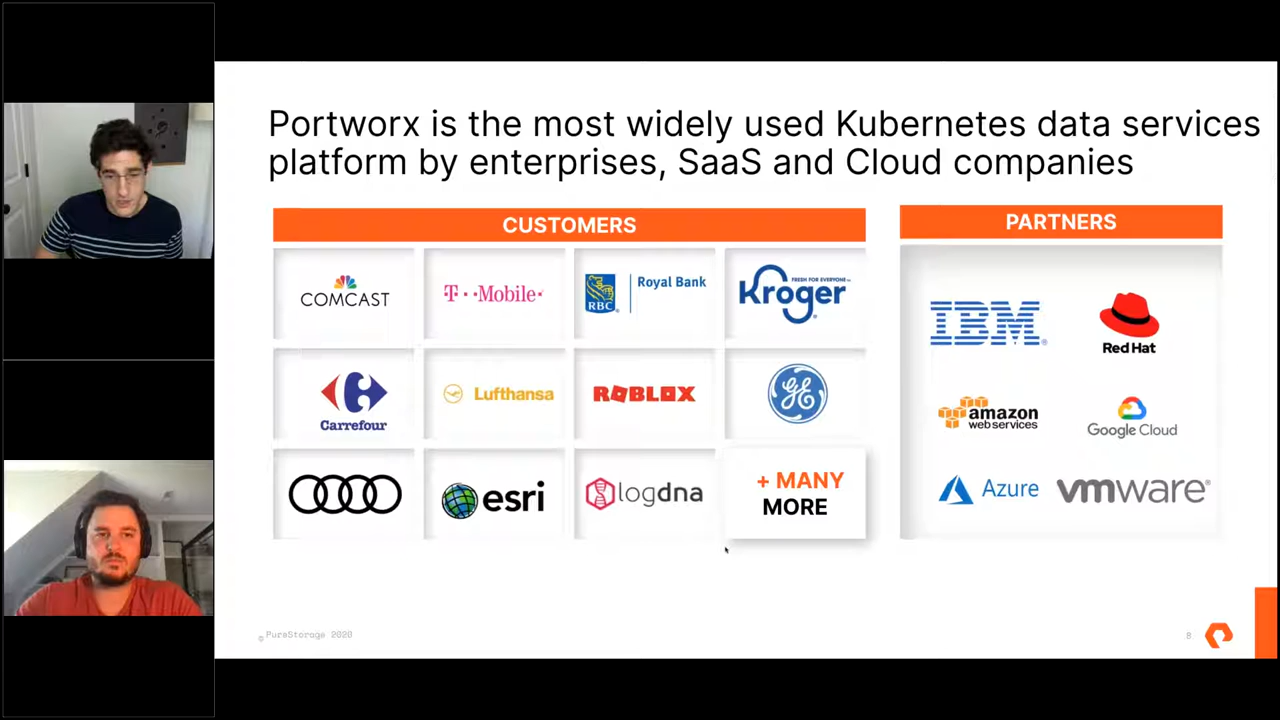 Portworx is the most widely used Kubernetes data services
platform by enterprises, SaaS and Cloud companies
CUSTOMERS
PARTNERS
COMCAST
T··Mobile·
RBC
®
Royal Bank
FRESH FOR EVERYONE™
Kroger
®
IBM
®
Red Hat
Carrefour
Lufthansa
ROBLOX
GE
amazon
web services
Google Cloud
esri
logdna
+ MANY
MORE
Azure
vmware®
© PureStorage 2020
8